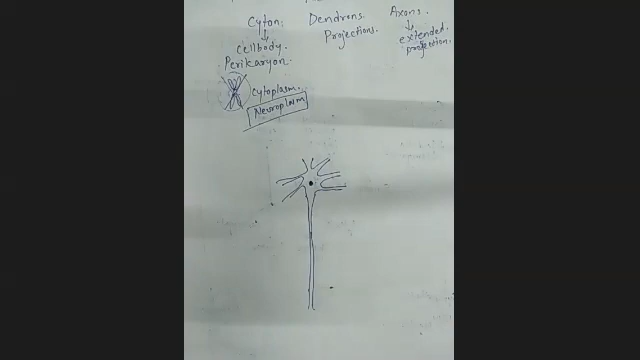 Cyton; Dendrons. Axons.
cellbody. Projections. extended projection.
Perikaryon.
cytoplasm.
Neuroplasm